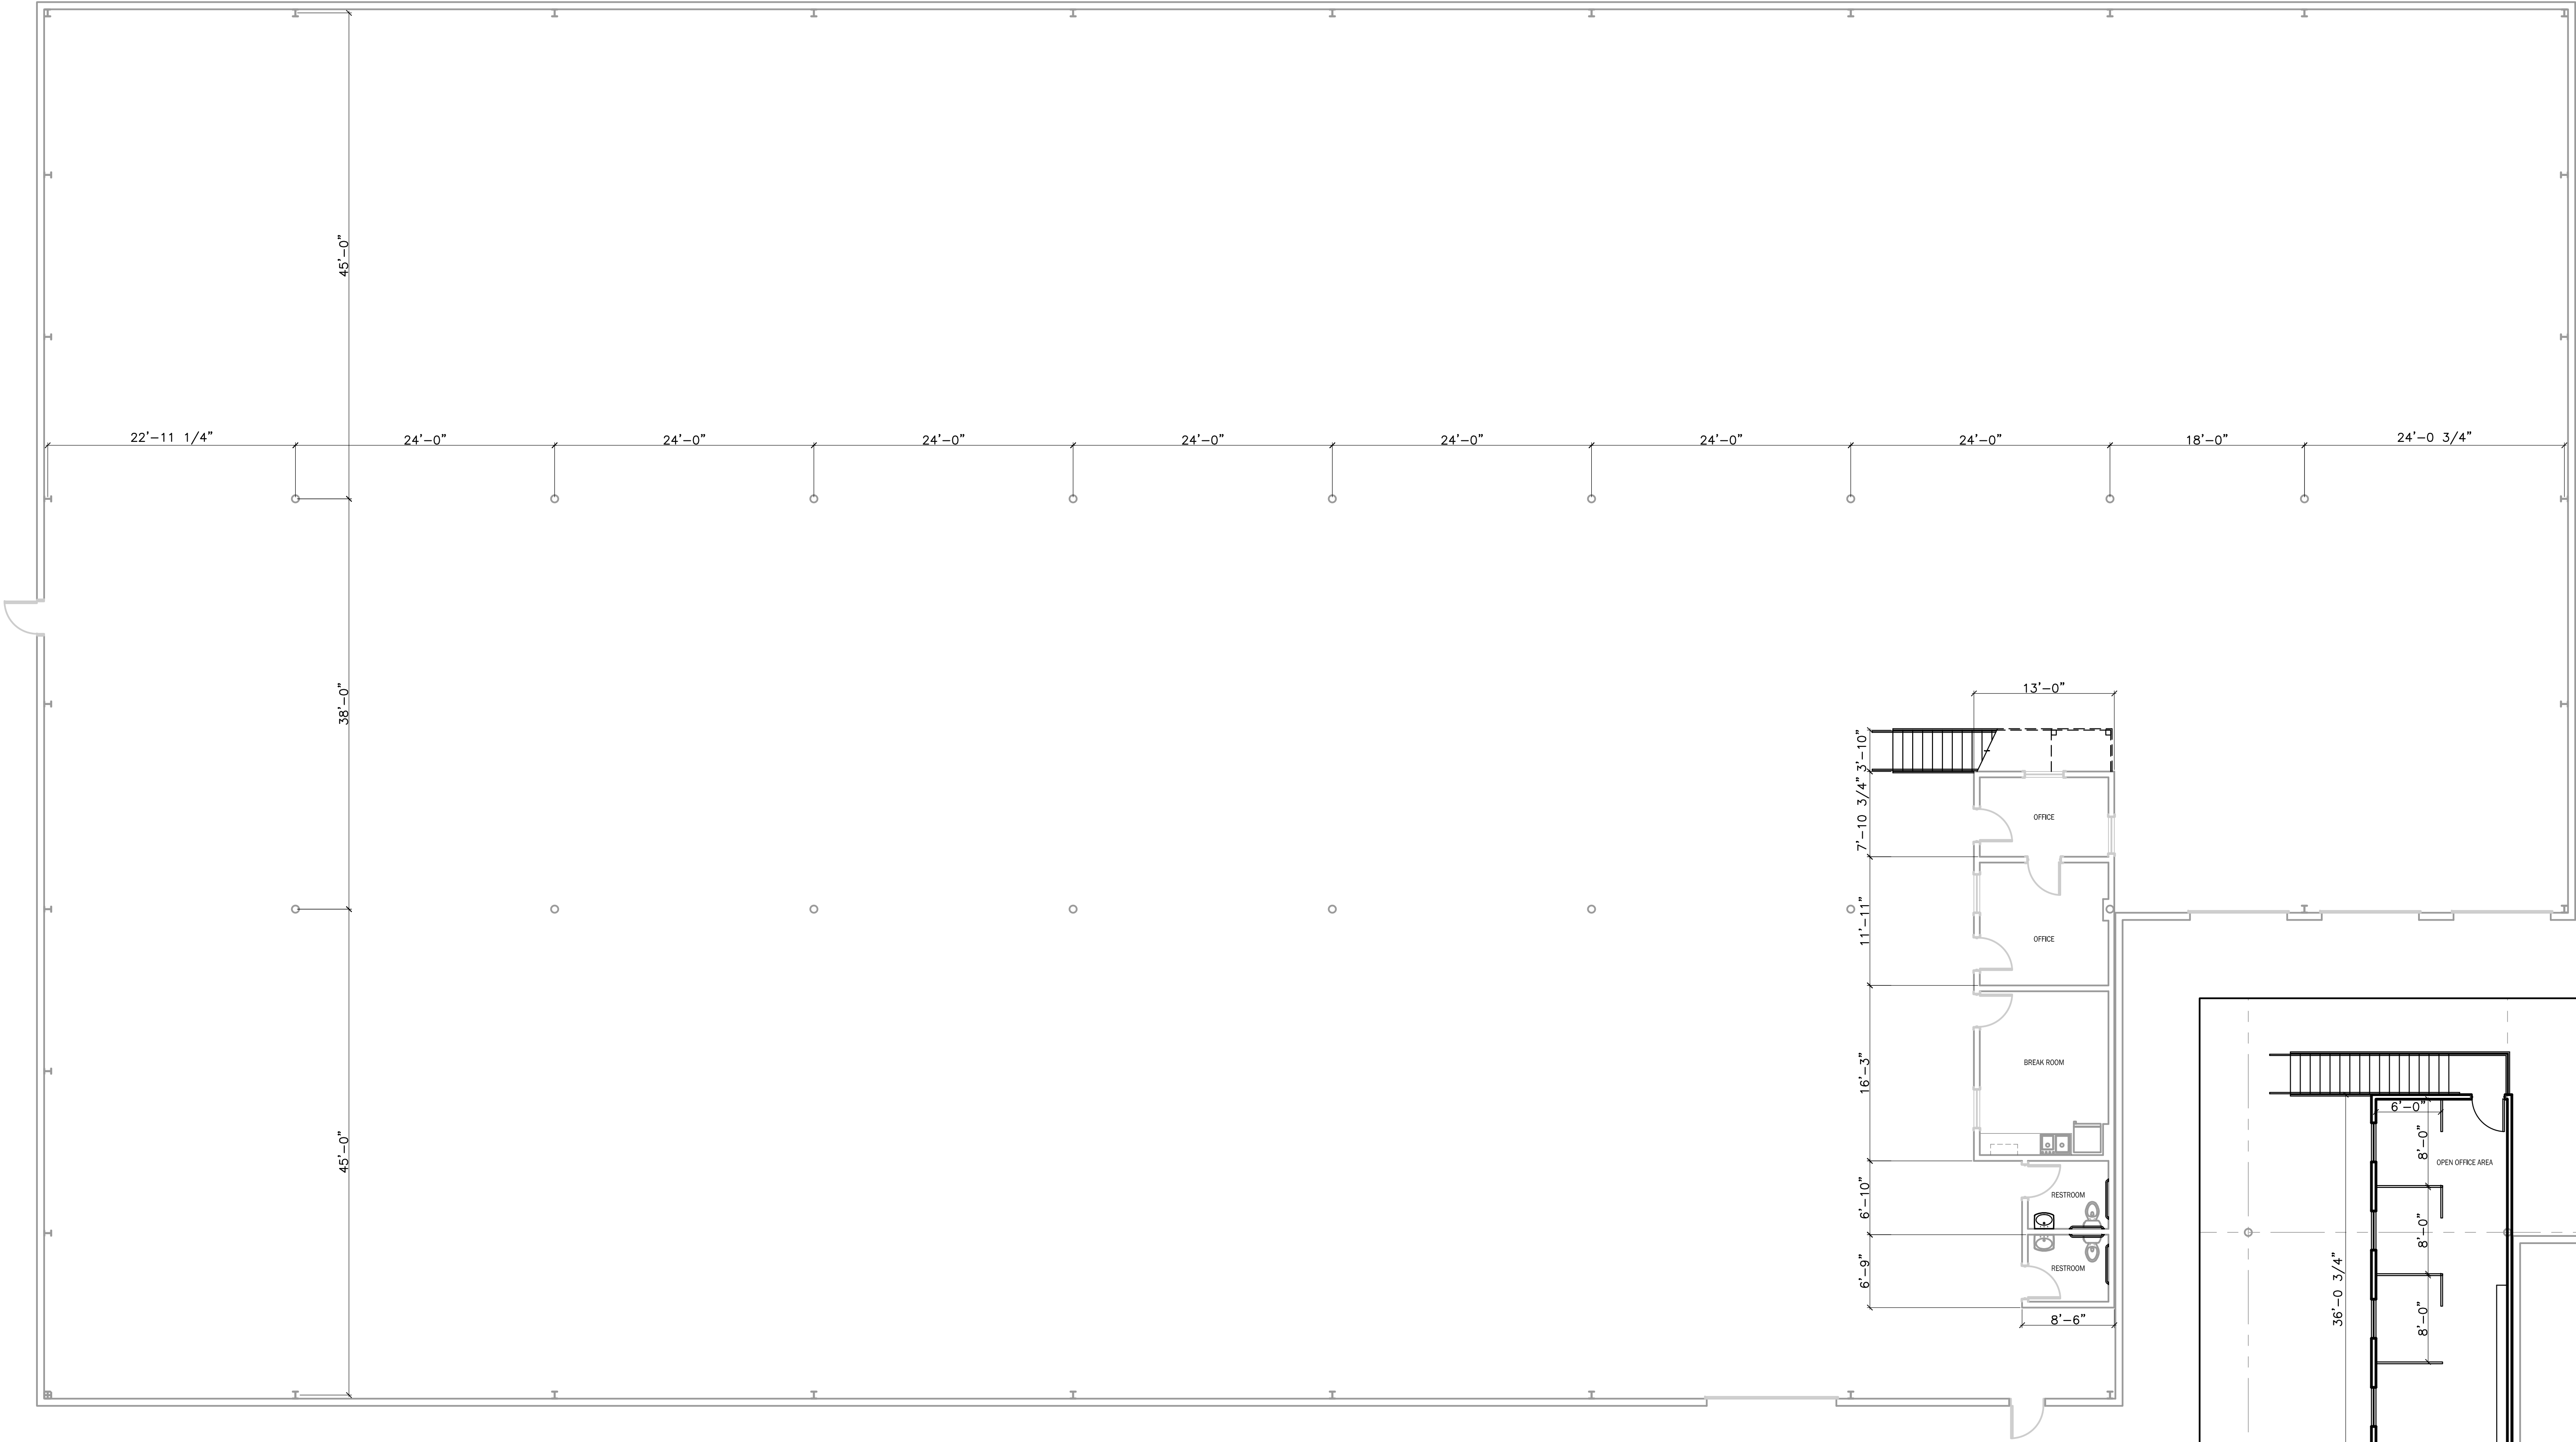 45'-0"
22'-11 1/4" 24'-0" 24'-0" 24'-0" 24'-0" 24'-0" 24'-0" 24'-0" 18'-0" 24'-0 3/4"
38'-0"
13'-0"
3'-10"
7'-10 3/4"
OFFICE
11'-11"
OFFICE
16'-3"
BREAK ROOM
45'-0"
6'-10"
RESTROOM
6'-9"
RESTROOM
8'-6"
6'-0"
8'-0"
OPEN OFFICE AREA
8'-0"
36'-0 3/4"
8'-0"